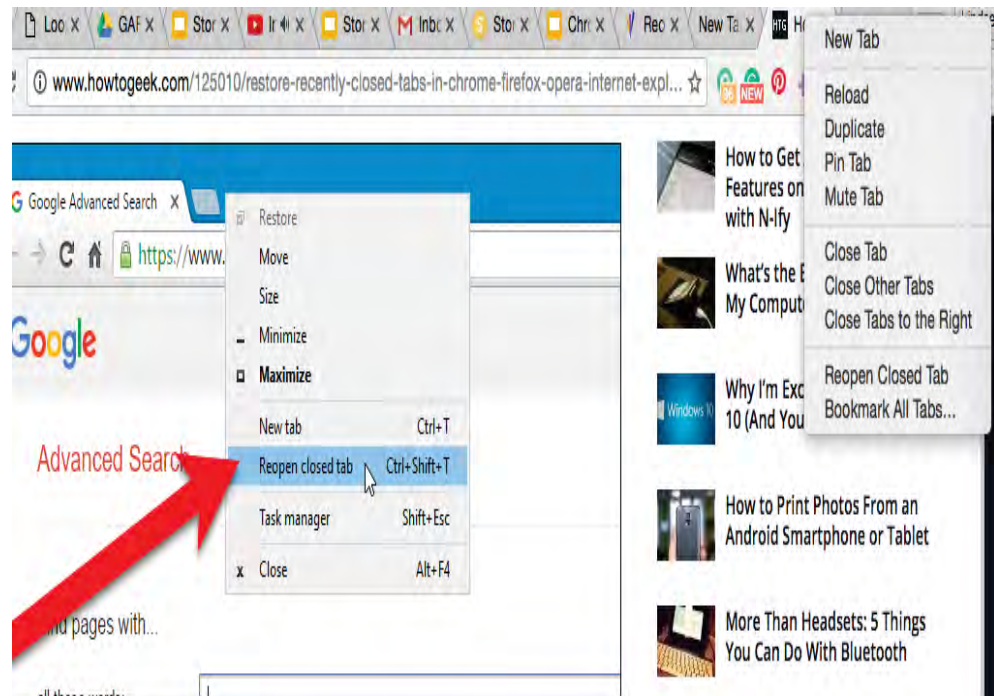 Loo x GAF x Stor x Ir x Stor x Inbc x Stor x Chr x Rec x New Ta x HTG H
www.howtogeek.com/125010/restore-recently-closed-tabs-in-chrome-firefox-opera-internet-expl... NEW
New Tab
Reload
Duplicate
Pin Tab
Mute Tab
Close Tab
Close Other Tabs
Close Tabs to the Right
Reopen Closed Tab
Bookmark All Tabs...
Google Advanced Search x
https://www.
Google
Advanced Search
Restore
Move
Size
Minimize
Maximize
New tab Ctrl+T
Reopen closed tab Ctrl+Shift+T
Task manager Shift+Esc
x Close Alt+F4
pages with...
How to Get
Features on
with N-Ify
What's the
My Compute
Windows 10
Why I'm Exc
10 (And You
How to Print Photos From an
Android Smartphone or Tablet
More Than Headsets: 5 Things
You Can Do With Bluetooth